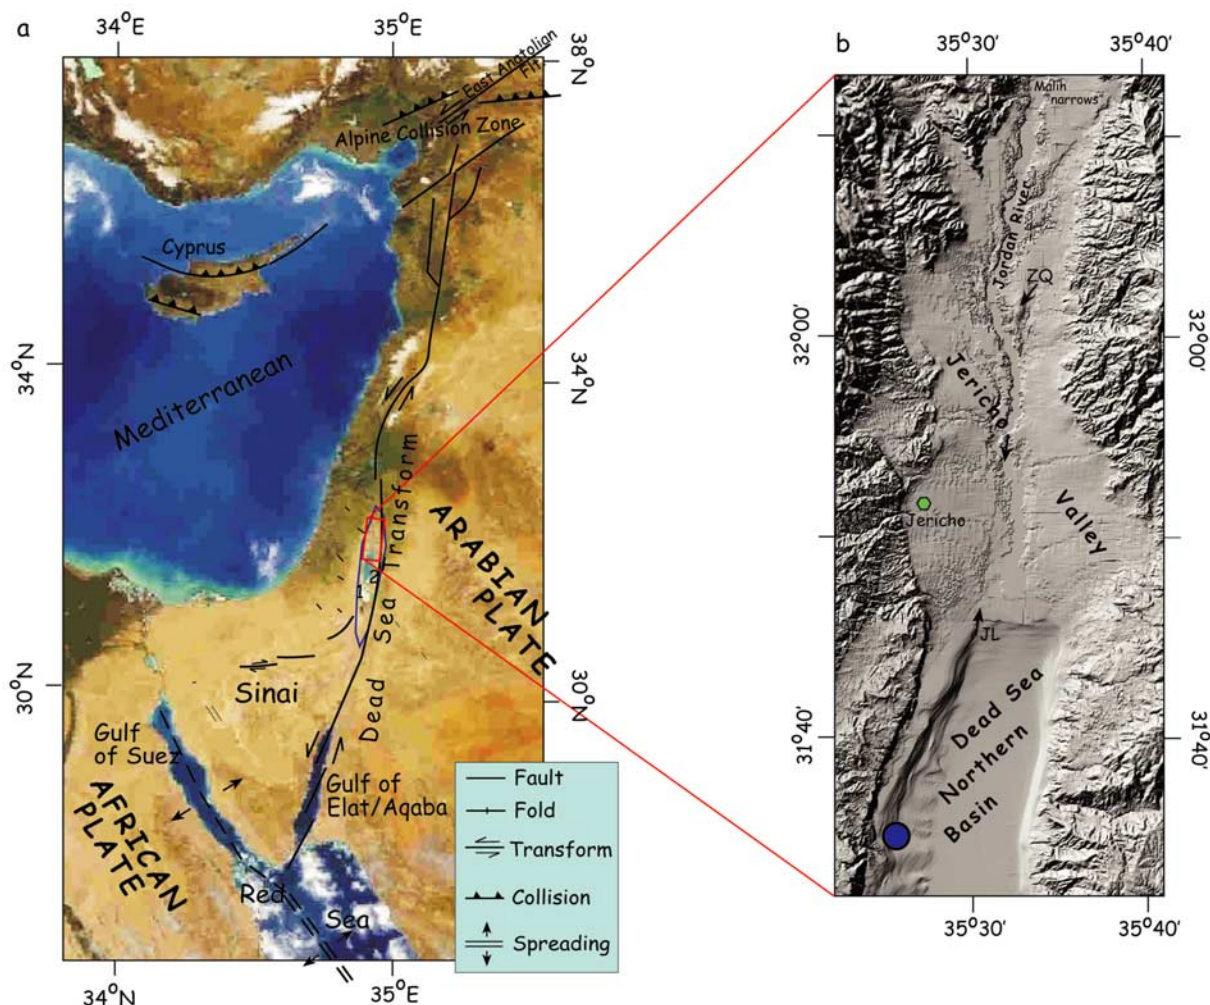 a
34°E
35°E
38°N
East Anatolian
Flt.
Alpine Collision Zone
Cyprus
34°N
34°N
Mediterranean
Dead Sea Transform
ARABIAN
PLATE
1
2
30°N
30°N
Sinai
Gulf
of Suez
Gulf of
Elat/Aqaba
AFRICAN
PLATE
Red
Sea
34°N
35°E
Fault
Fold
Transform
Collision
Spreading
b
35°30'
35°40'
Malih
"narrows"
Jordan River
ZQ
32°00'
32°00'
Jericho
Valley
Jericho
JL
Dead Sea
Northern
Basin
31°40'
31°40'
35°30'
35°40'